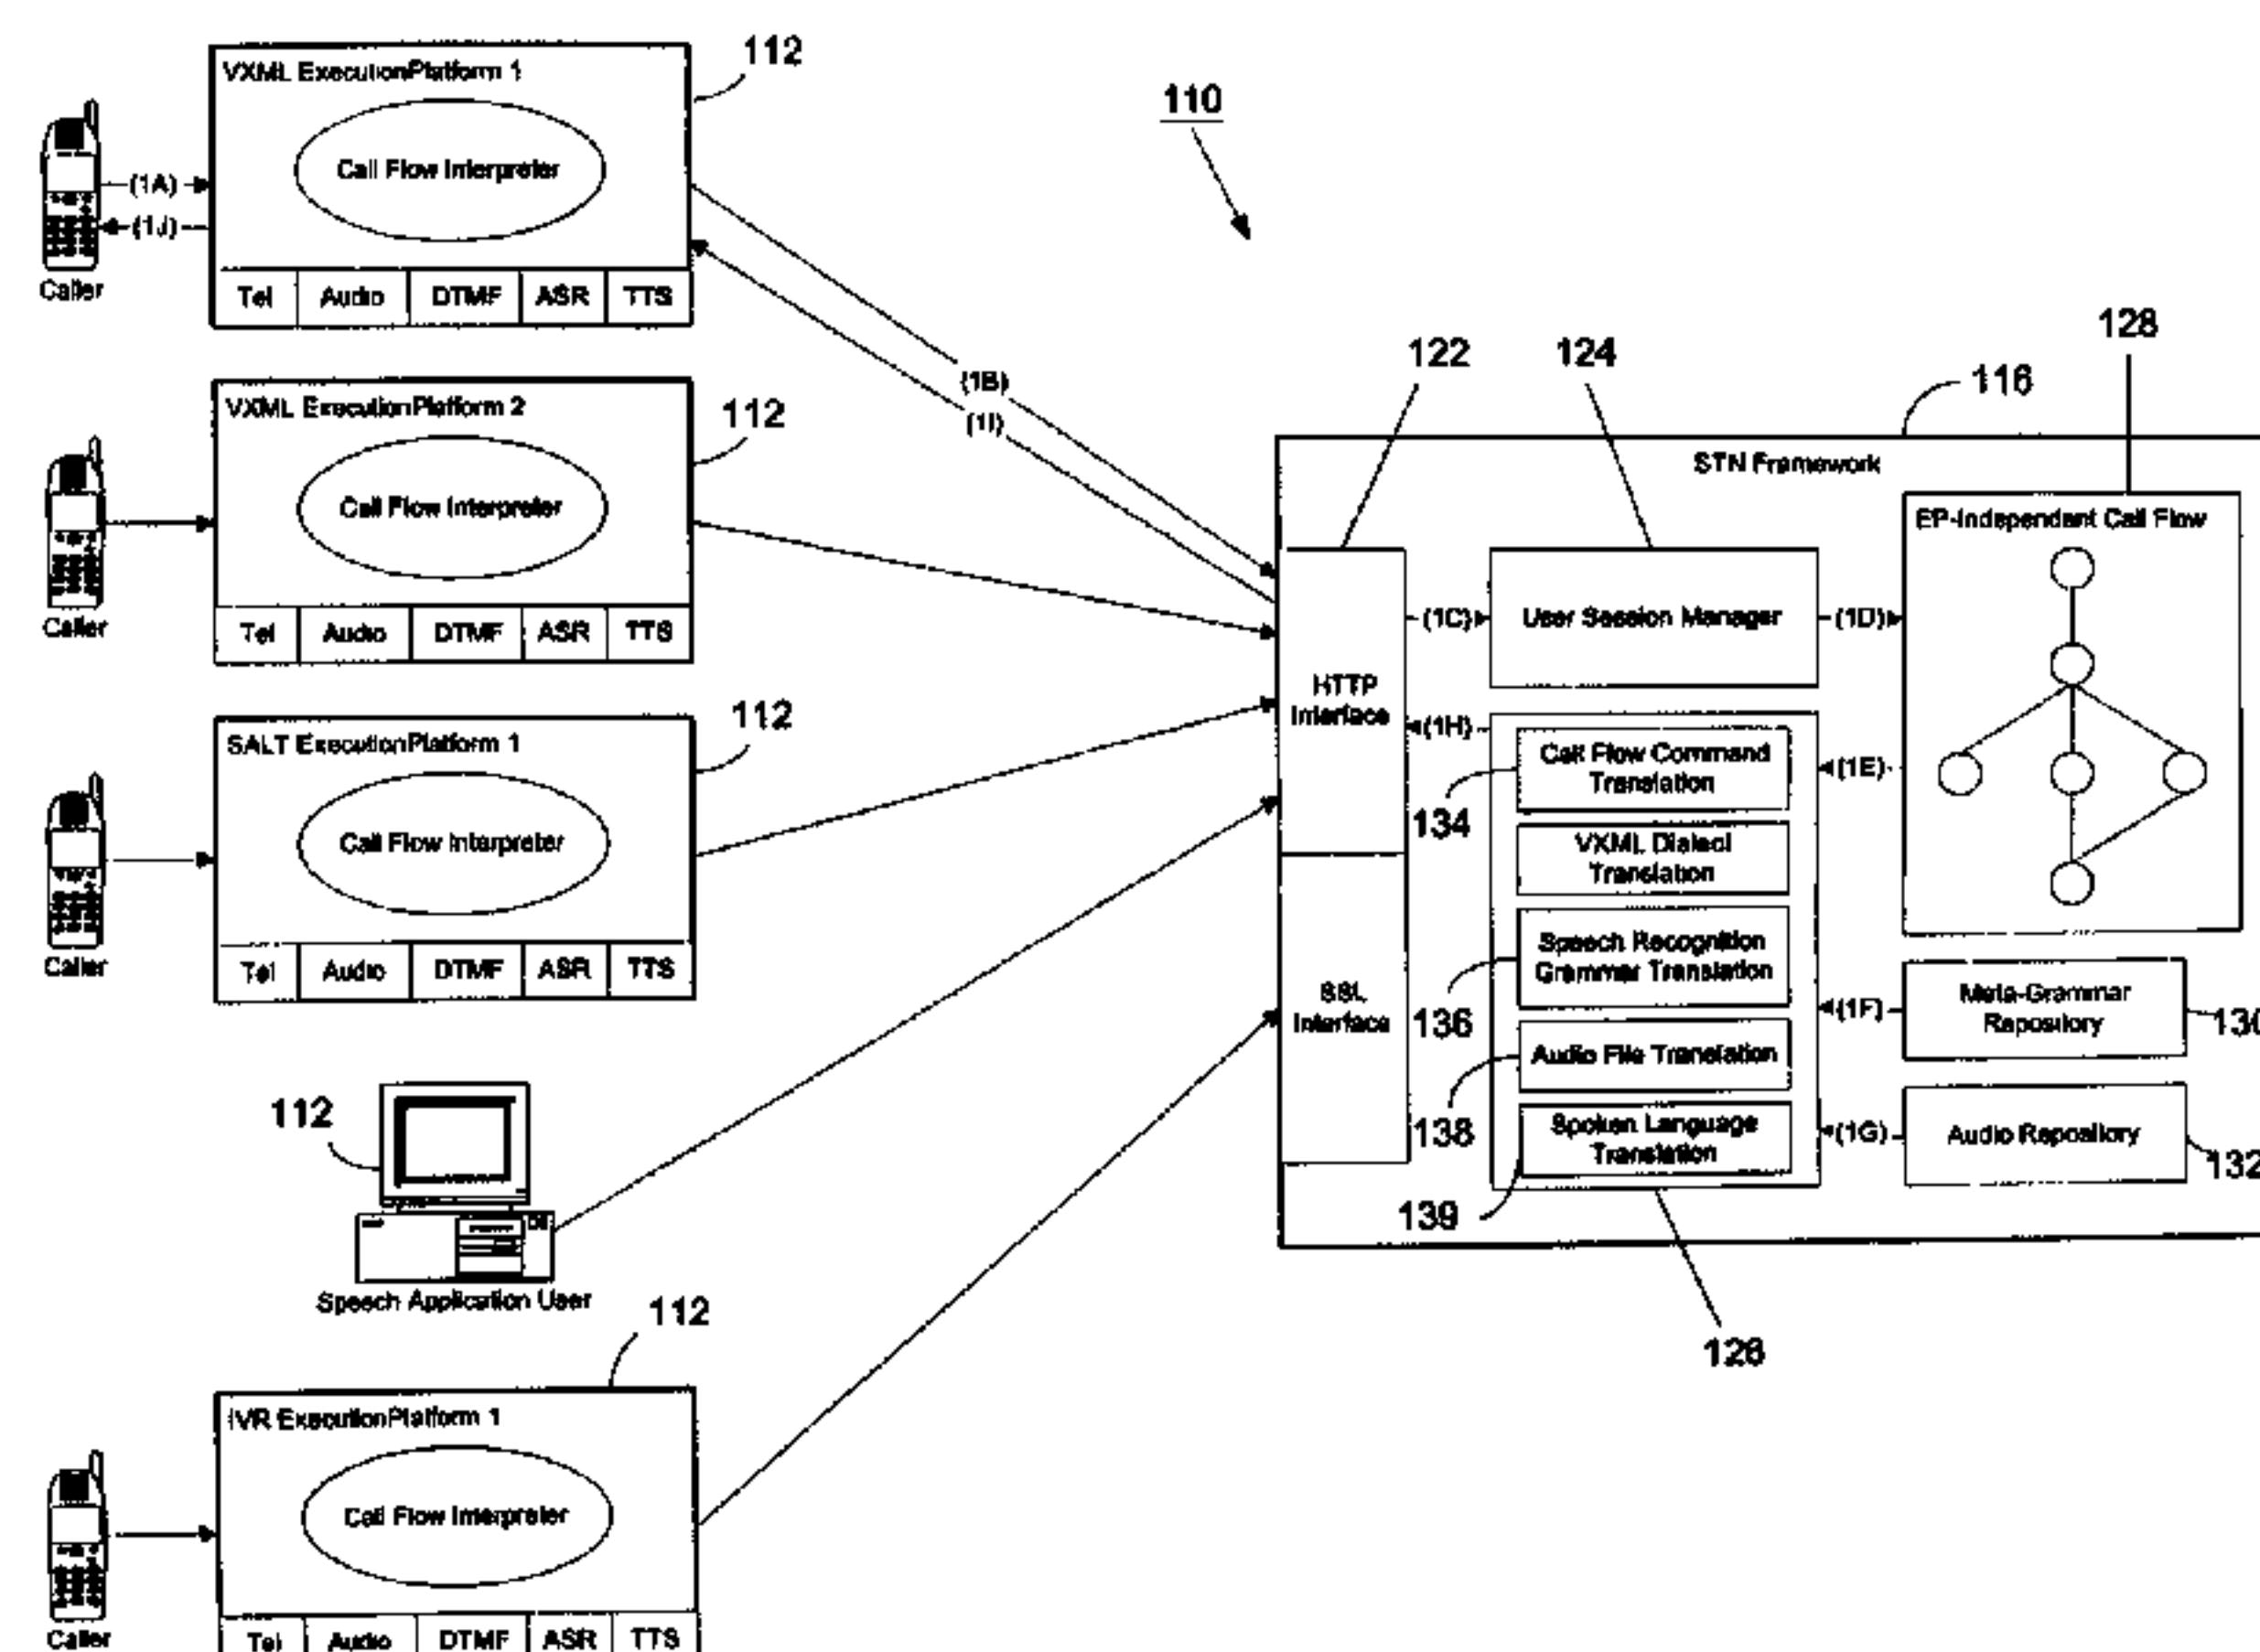 VXML ExecutionPlatform 1
112
Call Flow Interpreter
(1A)
(1J)
Caller
Tel Audio DTMF ASR TTS
110
VXML ExecutionPlatform 2
112
Call Flow Interpreter
Caller
Tel Audio DTMF ASR TTS
(1B)
(1I)
SALT ExecutionPlatform 1
112
Call Flow Interpreter
Caller
Tel Audio DTMF ASR TTS
112
Speech Application User
IVR ExecutionPlatform 1
112
Call Flow Interpreter
Caller
Tel Audio DTMF ASR TTS
122
124
128
116
STN Framework
HTTP
Interface
SSL
Interface
(1C)
User Session Manager
(1D)
EP-Independent Call Flow
(1H)
Call Flow Command
Translation
134
(1E)
VXML Dialect
Translation
Speech Recognition
Grammar Translation
136
(1F)
Meta-Grammar
Repository
Audio File Translation
138
(1G)
Audio Repository
132
Spoken Language
Translation
139
126